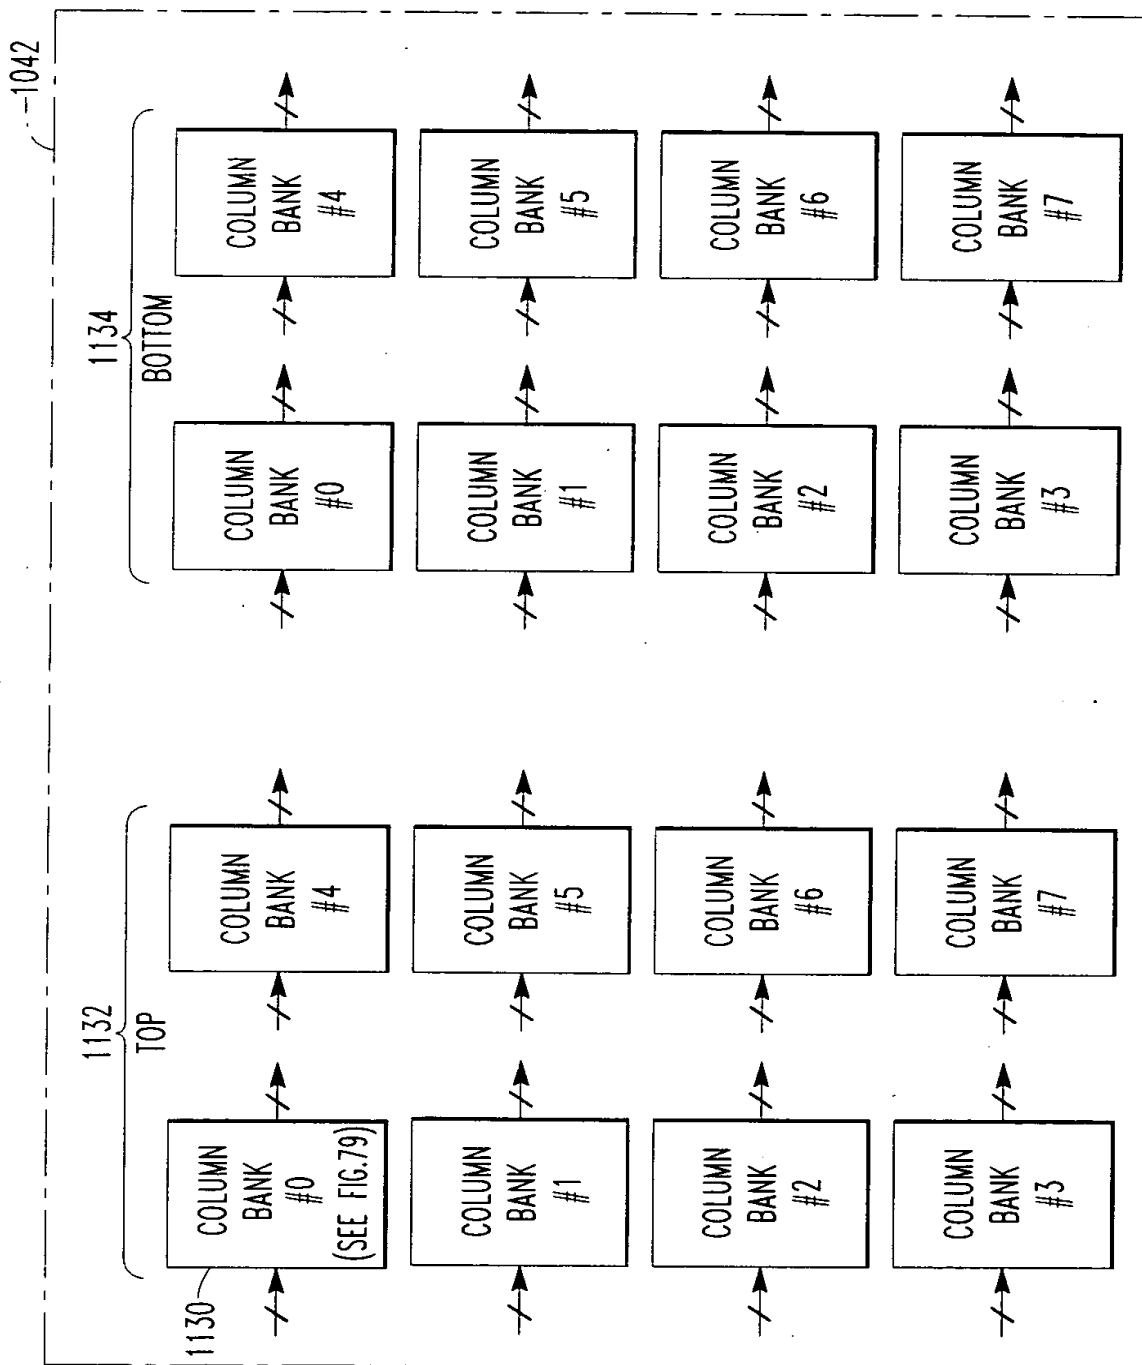 1042
1132
TOP
1134
BOTTOM
1130
COLUMN
BANK
#0
(SEE FIG.79)
COLUMN
BANK
#4
COLUMN
BANK
#0
COLUMN
BANK
#4
COLUMN
BANK
#1
COLUMN
BANK
#5
COLUMN
BANK
#1
COLUMN
BANK
#5
COLUMN
BANK
#2
COLUMN
BANK
#6
COLUMN
BANK
#2
COLUMN
BANK
#6
COLUMN
BANK
#3
COLUMN
BANK
#7
COLUMN
BANK
#3
COLUMN
BANK
#7